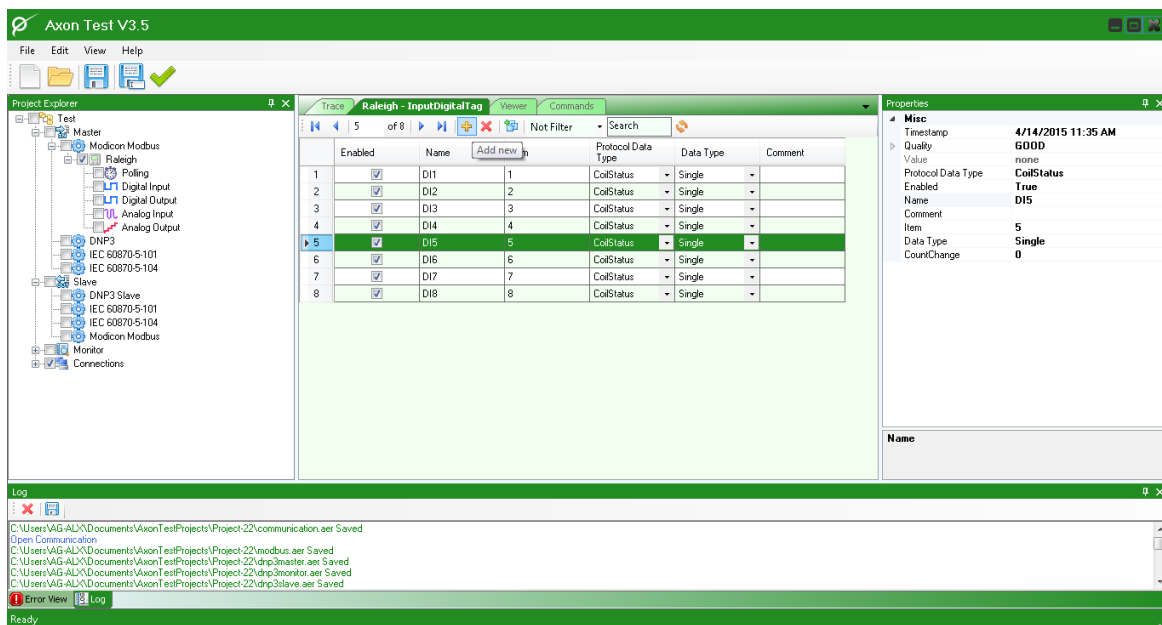 Axon Test V3.5
File Edit View Help
Project Explorer
Test
Master
Modicon Modbus
Raleigh
Polling
Digital Input
Digital Output
Analog Input
Analog Output
DNP3
IEC 60870-5-101
IEC 60870-5-104
Slave
DNP3 Slave
IEC 60870-5-101
IEC 60870-5-104
Modicon Modbus
Monitor
Connections
Trace Raleigh - InputDigitalTag Viewer Commands
5 of 8 Not Filter Search
Add new
Enabled Name Protocol Data Type Data Type Comment
1 DI1 1 CoilStatus Single
2 DI2 2 CoilStatus Single
3 DI3 3 CoilStatus Single
4 DI4 4 CoilStatus Single
5 DI5 5 CoilStatus Single
6 DI6 6 CoilStatus Single
7 DI7 7 CoilStatus Single
8 DI8 8 CoilStatus Single
Properties
Misc
Timestamp 4/14/2015 11:35 AM
Quality GOOD
Value none
Protocol Data Type CoilStatus
Enabled True
Name DI5
Comment
Item 5
Data Type Single
CountChange 0
Name
Log
C:\Users\AG-ALX\Documents\AxonTestProjects\Project-22\communication.aer Saved
Open Communication
C:\Users\AG-ALX\Documents\AxonTestProjects\Project-22\modbus.aer Saved
C:\Users\AG-ALX\Documents\AxonTestProjects\Project-22\dnp3master.aer Saved
C:\Users\AG-ALX\Documents\AxonTestProjects\Project-22\dnp3monitor.aer Saved
C:\Users\AG-ALX\Documents\AxonTestProjects\Project-22\dnp3slave.aer Saved
Error View Log
Ready